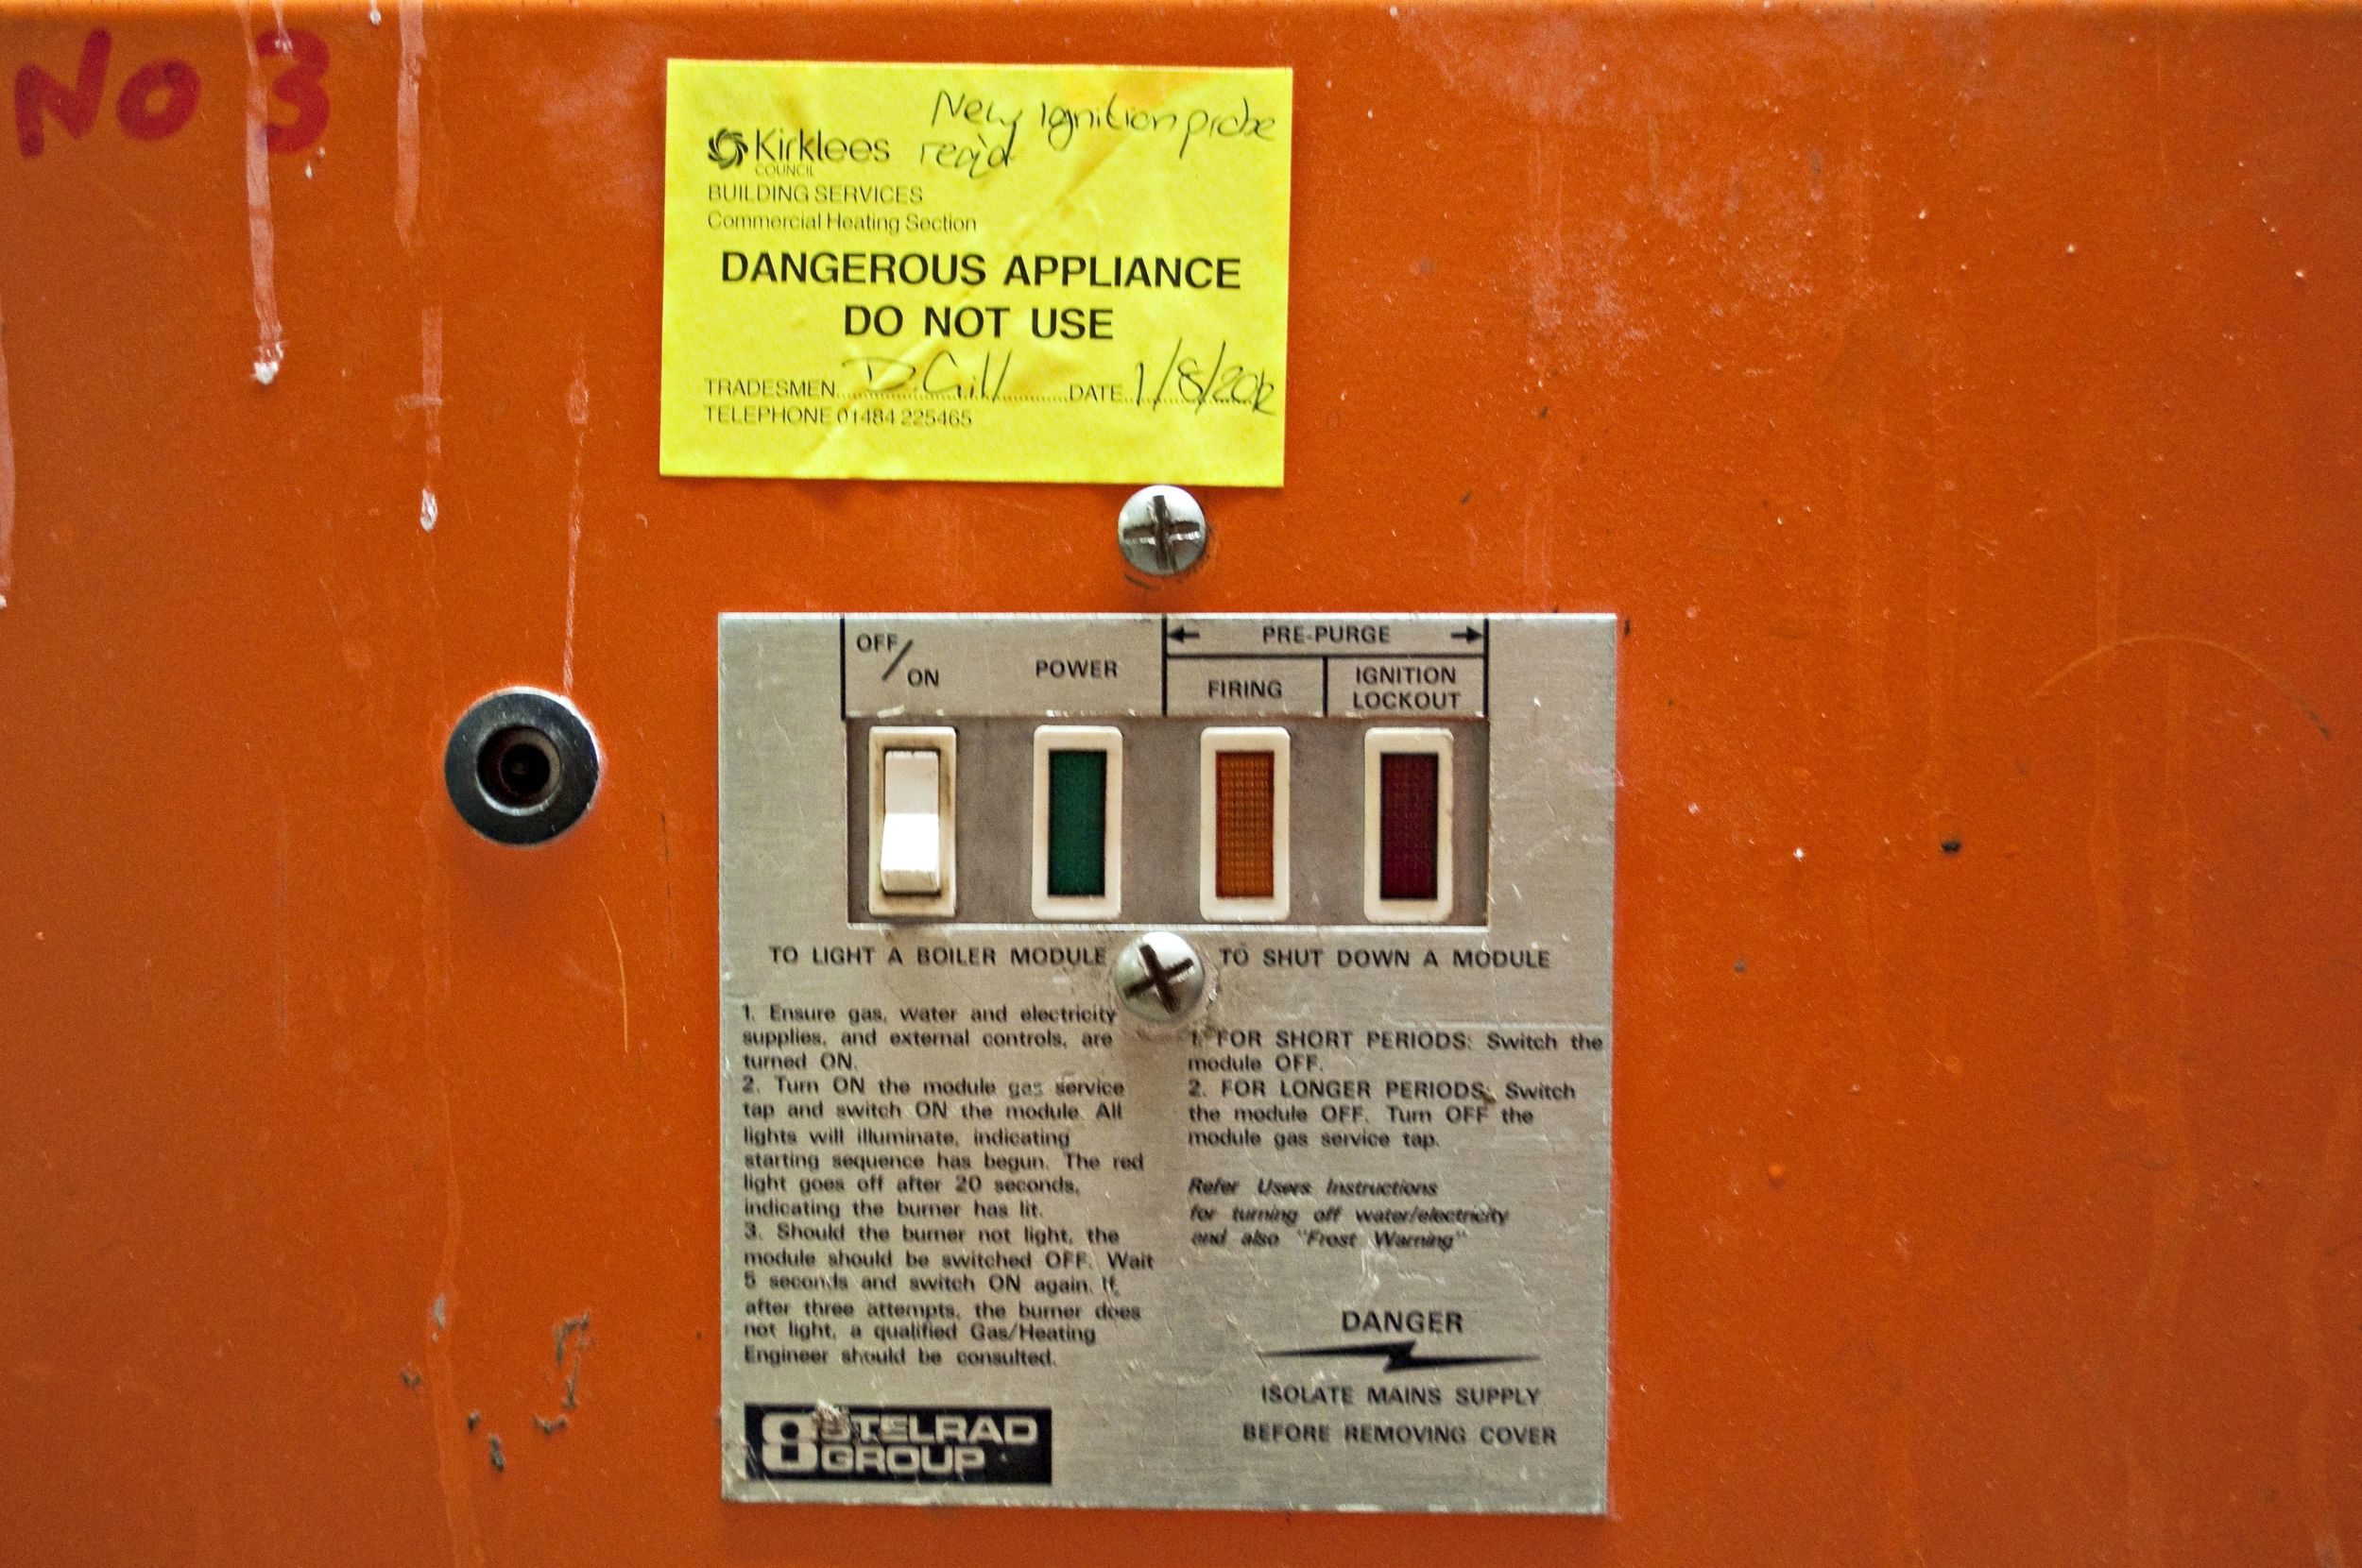 No 3
New Ignition probe
req'd
Kirklees
COUNCIL
BUILDING SERVICES
Commercial Heating Section
DANGEROUS APPLIANCE
DO NOT USE
TRADESMEN D. Gill DATE 1/8/2012
TELEPHONE 01484 225465
OFF/ON
POWER
PRE-PURGE
FIRING
IGNITION
LOCKOUT
TO LIGHT A BOILER MODULE
1. Ensure gas, water and electricity
supplies, and external controls, are
turned ON.
2. Turn ON the module gas service
tap and switch ON the module. All
lights will illuminate, indicating
starting sequence has begun. The red
light goes off after 20 seconds,
indicating the burner has lit.
3. Should the burner not light, the
module should be switched OFF. Wait
5 seconds and switch ON again. If,
after three attempts, the burner does
not light, a qualified Gas/Heating
Engineer should be consulted.
TO SHUT DOWN A MODULE
1. FOR SHORT PERIODS: Switch the
module OFF.
2. FOR LONGER PERIODS: Switch
the module OFF. Turn OFF the
module gas service tap.
Refer Users Instructions
for turning off water/electricity
and also "Frost Warning"
DANGER
ISOLATE MAINS SUPPLY
BEFORE REMOVING COVER
STELRAD
GROUP